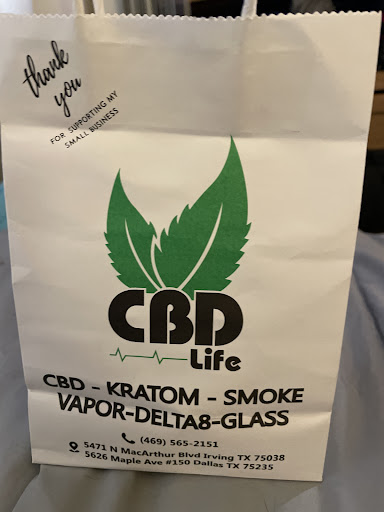 thank
you
FOR SUPPORTING MY
SMALL BUSINESS
CBD
Life
CBD - KRATOM - SMOKE
VAPOR-DELTA8-GLASS
(469) 565-2151
5471 N MacArthur Blvd Irving TX 75038
5626 Maple Ave #150 Dallas TX 75235